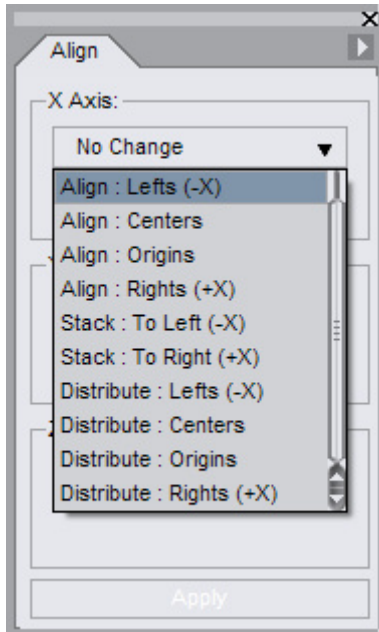 Align
X Axis:
No Change
Align : Lefts (-X)
Align : Centers
Align : Origins
Align : Rights (+X)
Stack : To Left (-X)
Stack : To Right (+X)
Distribute : Lefts (-X)
Distribute : Centers
Distribute : Origins
Distribute : Rights (+X)
Apply